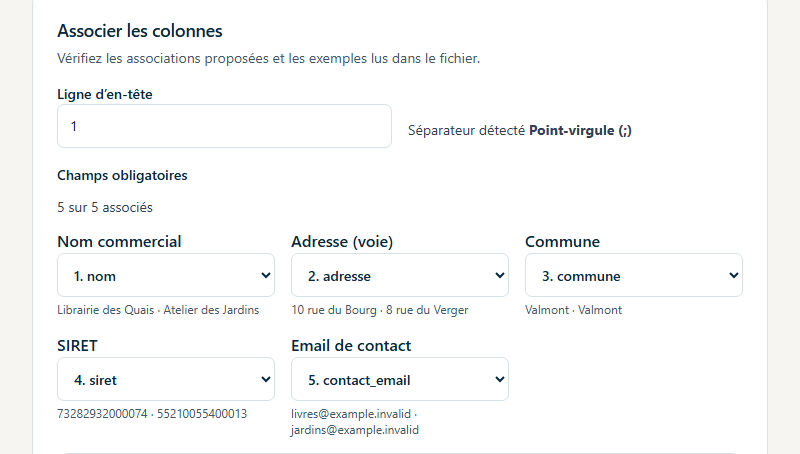 Associer les colonnes
Vérifiez les associations proposées et les exemples lus dans le fichier.
Ligne d’en-tête
1
Séparateur détecté Point-virgule (;)
Champs obligatoires
5 sur 5 associés
Nom commercial
1. nom
Librairie des Quais · Atelier des Jardins
Adresse (voie)
2. adresse
10 rue du Bourg · 8 rue du Verger
Commune
3. commune
Valmont · Valmont
SIRET
4. siret
73282932000074 · 55210055400013
Email de contact
5. contact_email
livres@example.invalid ·
jardins@example.invalid